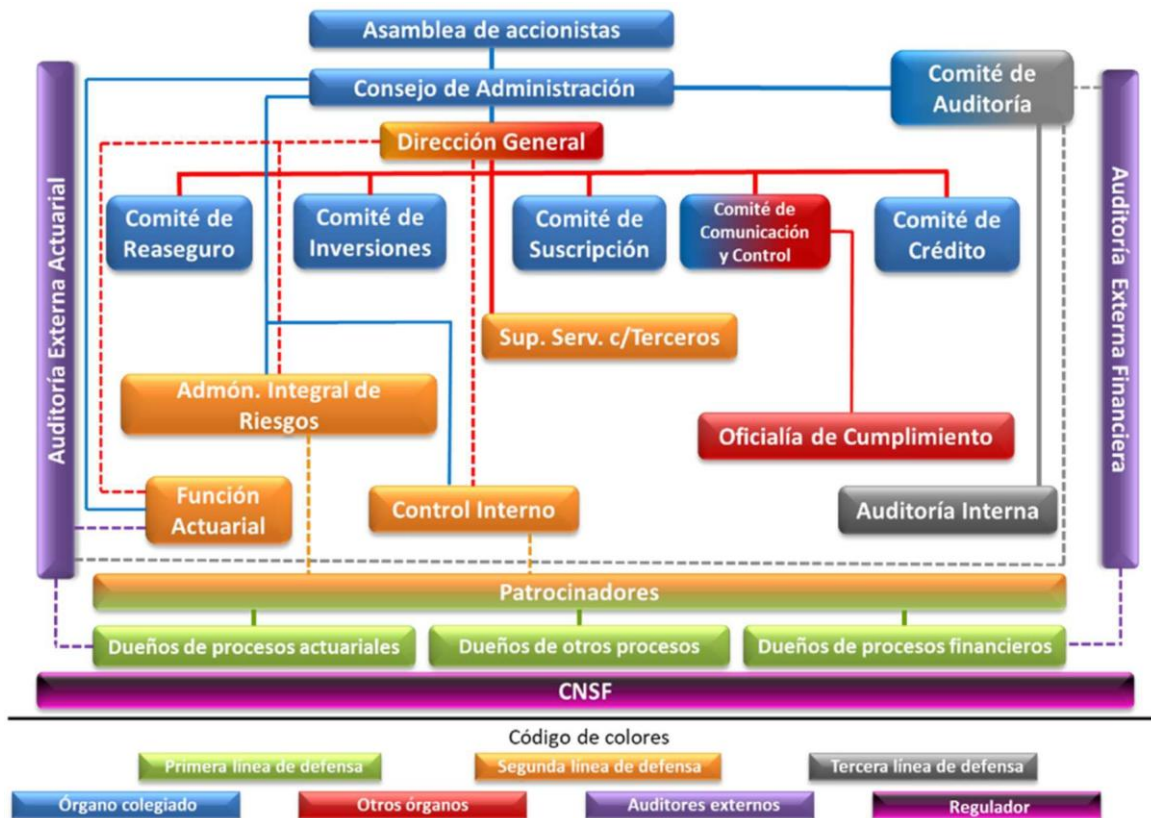 Asamblea de accionistas
Consejo de Administración
Comité de
Auditoría
Dirección General
Auditoría Externa Actuarial
Auditoría Externa Financiera
Comité de
Reaseguro
Comité de
Inversiones
Comité de
Suscripción
Comité de
Comunicación
y Control
Comité de
Crédito
Sup. Serv. c/Terceros
Admón. Integral de
Riesgos
Oficialía de Cumplimiento
Función
Actuarial
Control Interno
Auditoría Interna
Patrocinadores
Dueños de procesos actuariales
Dueños de otros procesos
Dueños de procesos financieros
CNSF
Código de colores
Primera línea de defensa
Segunda línea de defensa
Tercera línea de defensa
Órgano colegiado
Otros órganos
Auditores externos
Regulador